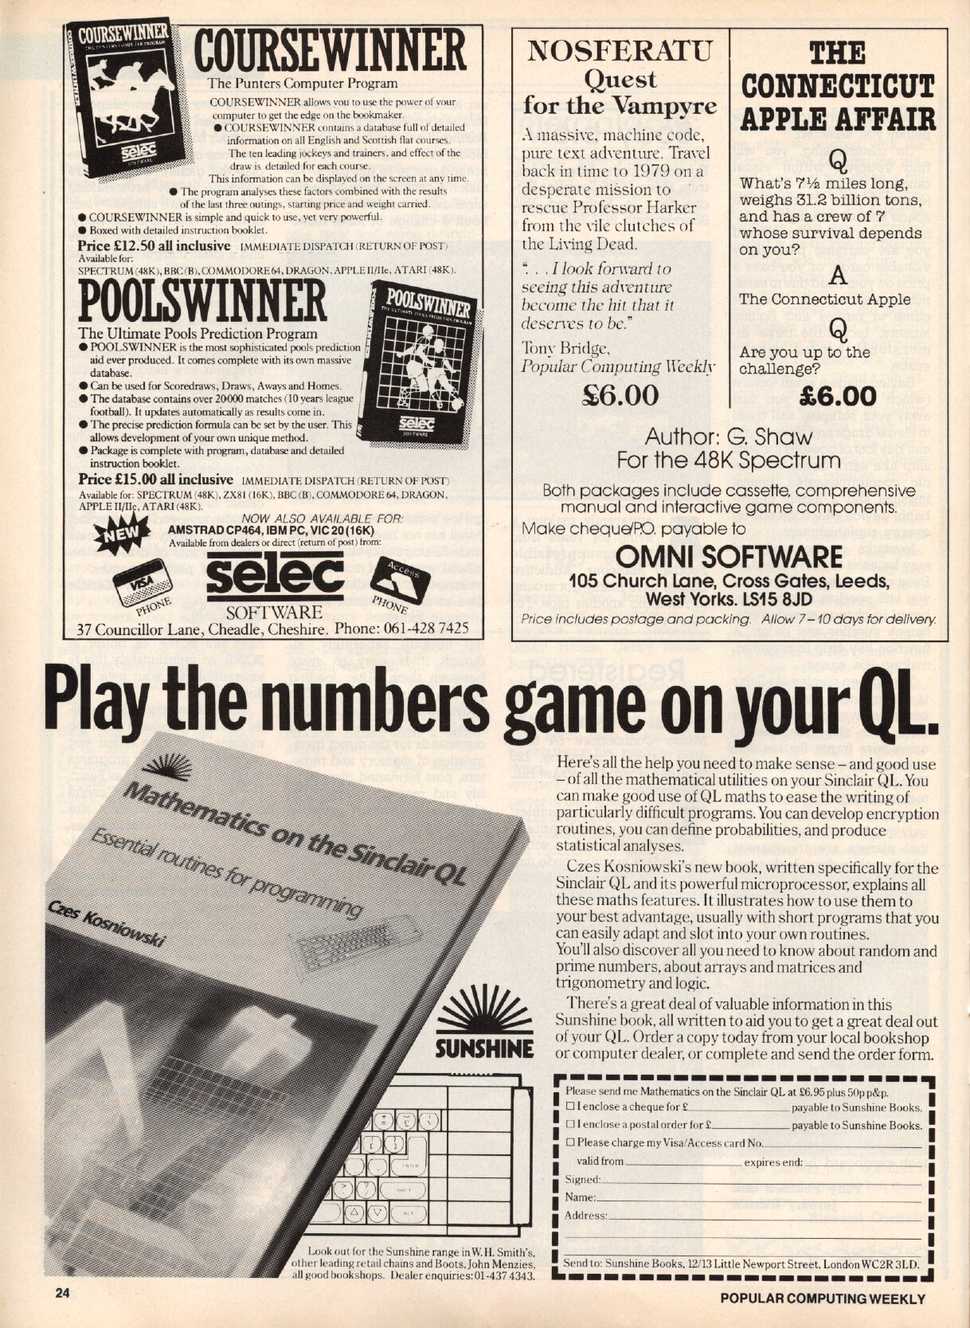 COURSEWINNER
THE PUNTERS COMPUTER PROGRAM
selec
SOFTWARE
COURSEWINNER
The Punters Computer Program
COURSEWINNER allows you to use the power of your
computer to get the edge on the bookmaker.
● COURSEWINNER contains a database full of detailed
information on all English and Scottish flat courses.
The ten leading jockeys and trainers, and effect of the
draw is detailed for each course.
This information can be displayed on the screen at any time.
● The program analyses these factors combined with the results
of the last three outings, starting price and weight carried.
● COURSEWINNER is simple and quick to use, yet very powerful.
● Boxed with detailed instruction booklet.
Price £12.50 all inclusive IMMEDIATE DISPATCH (RETURN OF POST)
Available for:
SPECTRUM (48K), BBC (B), COMMODORE 64, DRAGON, APPLE II/IIe, ATARI (48K).
POOLSWINNER
The Ultimate Pools Prediction Program
● POOLSWINNER is the most sophisticated pools prediction
aid ever produced. It comes complete with its own massive
database.
● Can be used for Scoredraws, Draws, Aways and Homes.
● The database contains over 20000 matches (10 years league
football). It updates automatically as results come in.
● The precise prediction formula can be set by the user. This
allows development of your own unique method.
● Package is complete with program, database and detailed
instruction booklet.
POOLSWINNER
THE ULTIMATE POOLS PREDICTION PROGRAM
selec
SOFTWARE
Price £15.00 all inclusive IMMEDIATE DISPATCH (RETURN OF POST)
Available for: SPECTRUM (48K), ZX81 (16K), BBC (B), COMMODORE 64, DRAGON,
APPLE II/IIe, ATARI (48K).
NEW
NOW ALSO AVAILABLE FOR:
AMSTRAD CP464, IBM PC, VIC 20 (16K)
Available from dealers or direct (return of post) from:
VISA
PHONE
selec
SOFTWARE
Access
PHONE
37 Councillor Lane, Cheadle, Cheshire. Phone: 061-428 7425
NOSFERATU
Quest
for the Vampyre
A massive, machine code,
pure text adventure. Travel
back in time to 1979 on a
desperate mission to
rescue Professor Harker
from the vile clutches of
the Living Dead.
". . . I look forward to
seeing this adventure
become the hit that it
deserves to be."
Tony Bridge,
Popular Computing Weekly
£6.00
THE
CONNECTICUT
APPLE AFFAIR
Q
What's 7½ miles long,
weighs 31.2 billion tons,
and has a crew of 7
whose survival depends
on you?
A
The Connecticut Apple
Q
Are you up to the
challenge?
£6.00
Author: G. Shaw
For the 48K Spectrum
Both packages include cassette, comprehensive
manual and interactive game components.
Make cheque/P.O. payable to
OMNI SOFTWARE
105 Church Lane, Cross Gates, Leeds,
West Yorks. LS15 8JD
Price includes postage and packing. Allow 7–10 days for delivery.
Play the numbers game on your QL.
Mathematics on the Sinclair QL
Essential routines for programming
Czes Kosniowski
SUNSHINE
Here's all the help you need to make sense – and good use
– of all the mathematical utilities on your Sinclair QL. You
can make good use of QL maths to ease the writing of
particularly difficult programs. You can develop encryption
routines, you can define probabilities, and produce
statistical analyses.
Czes Kosniowski's new book, written specifically for the
Sinclair QL and its powerful microprocessor, explains all
these maths features. It illustrates how to use them to
your best advantage, usually with short programs that you
can easily adapt and slot into your own routines.
You'll also discover all you need to know about random and
prime numbers, about arrays and matrices and
trigonometry and logic.
There's a great deal of valuable information in this
Sunshine book, all written to aid you to get a great deal out
of your QL. Order a copy today from your local bookshop
or computer dealer, or complete and send the order form.
Please send me Mathematics on the Sinclair QL at £6.95 plus 50p p&p.
☐ I enclose a cheque for £ payable to Sunshine Books.
☐ I enclose a postal order for £ payable to Sunshine Books.
☐ Please charge my Visa/Access card No.
valid from expires end:
Signed:
Name:
Address:
Send to: Sunshine Books, 12/13 Little Newport Street, London WC2R 3LD.
Look out for the Sunshine range in W.H. Smith's,
other leading retail chains and Boots, John Menzies,
all good bookshops. Dealer enquiries: 01-437 4343.
24
POPULAR COMPUTING WEEKLY